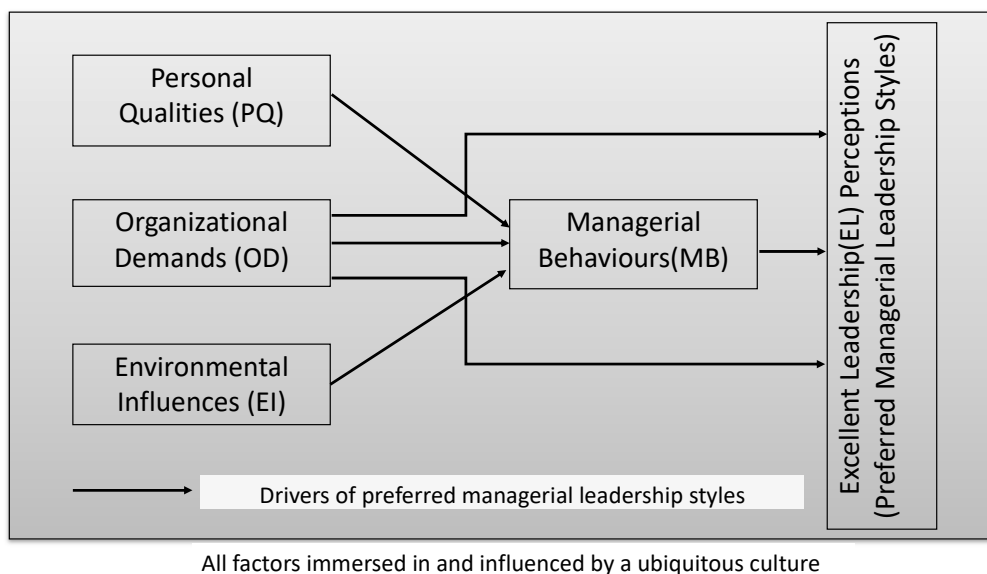 Personal
Qualities (PQ)
Organizational
Demands (OD)
Environmental
Influences (EI)
Managerial
Behaviours(MB)
Excellent Leadership(EL) Perceptions
(Preferred Managerial Leadership Styles)
Drivers of preferred managerial leadership styles
All factors immersed in and influenced by a ubiquitous culture